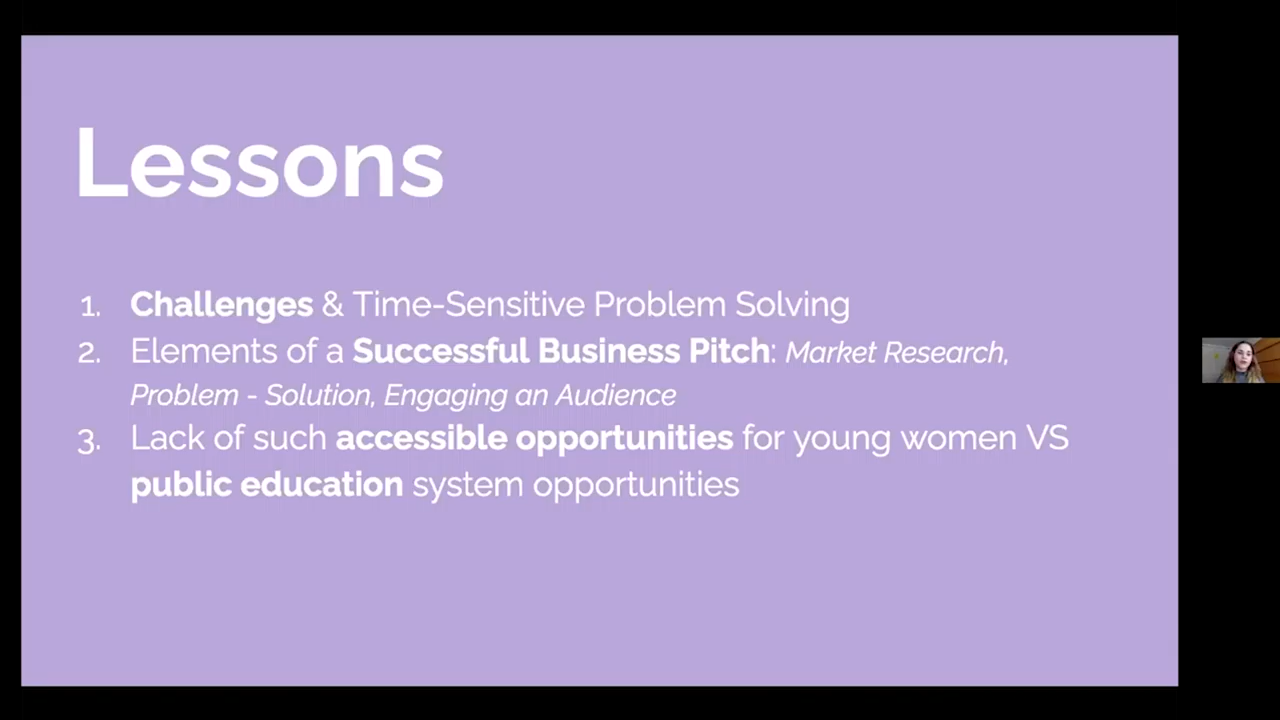 Lessons
1. Challenges & Time-Sensitive Problem Solving
2. Elements of a Successful Business Pitch: Market Research,
Problem - Solution, Engaging an Audience
3. Lack of such accessible opportunities for young women VS
public education system opportunities